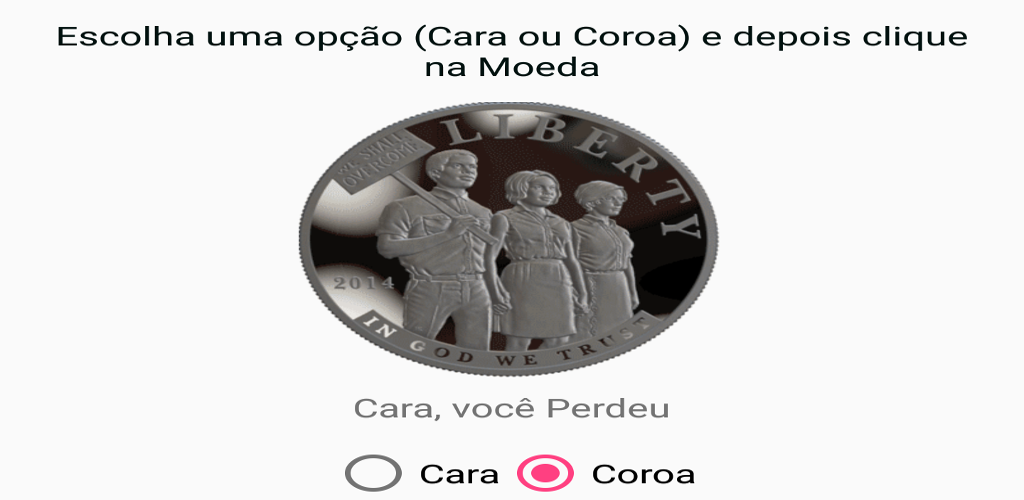 Escolha uma opção (Cara ou Coroa) e depois clique
na Moeda
WE SHALL
OVERCOME
LIBERTY
2014
IN GOD WE TRUST
Cara, você Perdeu
Cara
Coroa